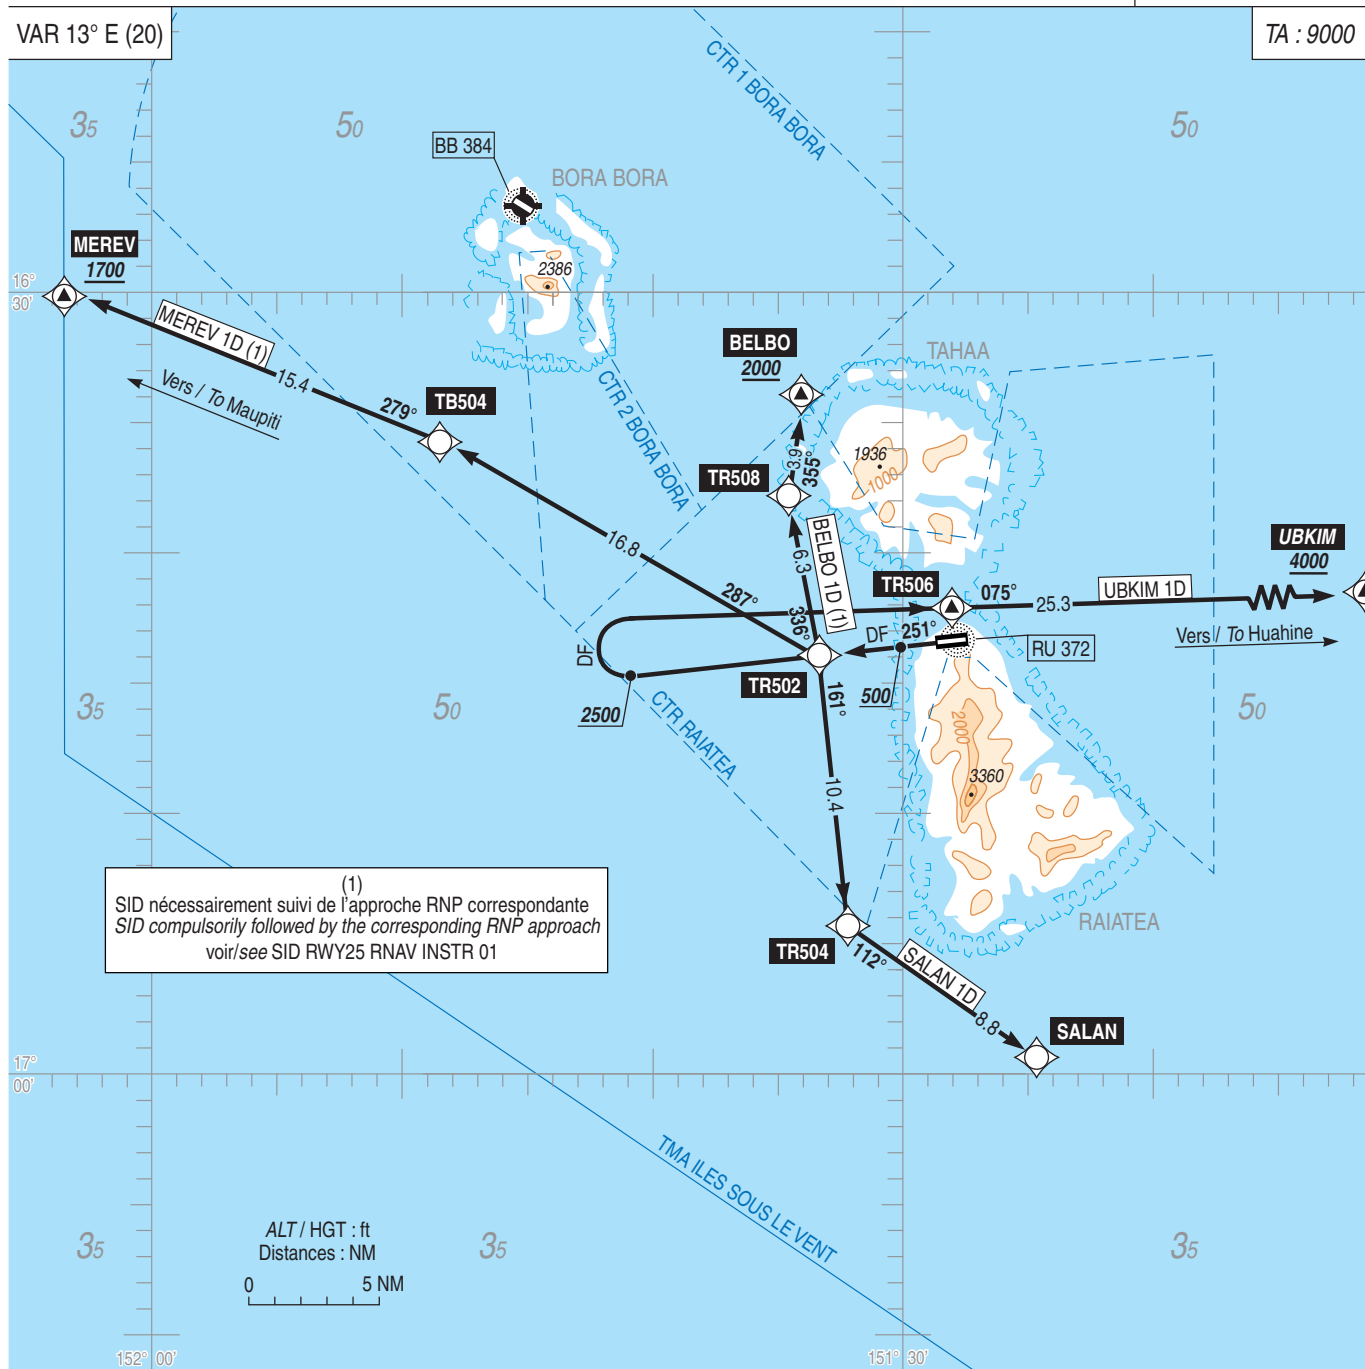 VAR 13° E (20)
TA : 9000
CTR 1 BORA BORA
35
50
50
BB 384
BORA BORA
MEREV
1700
16°
30'
2386
MEREV 1D (1)
15.4
Vers / To Maupiti
279°
TB504
CTR 2 BORA BORA
BELBO
2000
TAHAA
1936
1000
3.9
355°
TR508
BELBO 1D (1)
6.3
16.8
287°
336°
UBKIM
4000
TR506
075°
25.3
UBKIM 1D
Vers / To Huahine
DF
251°
RU 372
DF
TR502
161°
500
2500
CTR RAIATEA
35
50
50
2000
3360
10.4
(1)
SID nécessairement suivi de l'approche RNP correspondante
SID compulsorily followed by the corresponding RNP approach
voir/see SID RWY25 RNAV INSTR 01
RAIATEA
TR504
112°
SALAN 1D
8.8
SALAN
17°
00'
TMA ILES SOUS LE VENT
35
ALT / HGT : ft
Distances : NM
0
5 NM
35
35
152° 00'
151° 30'